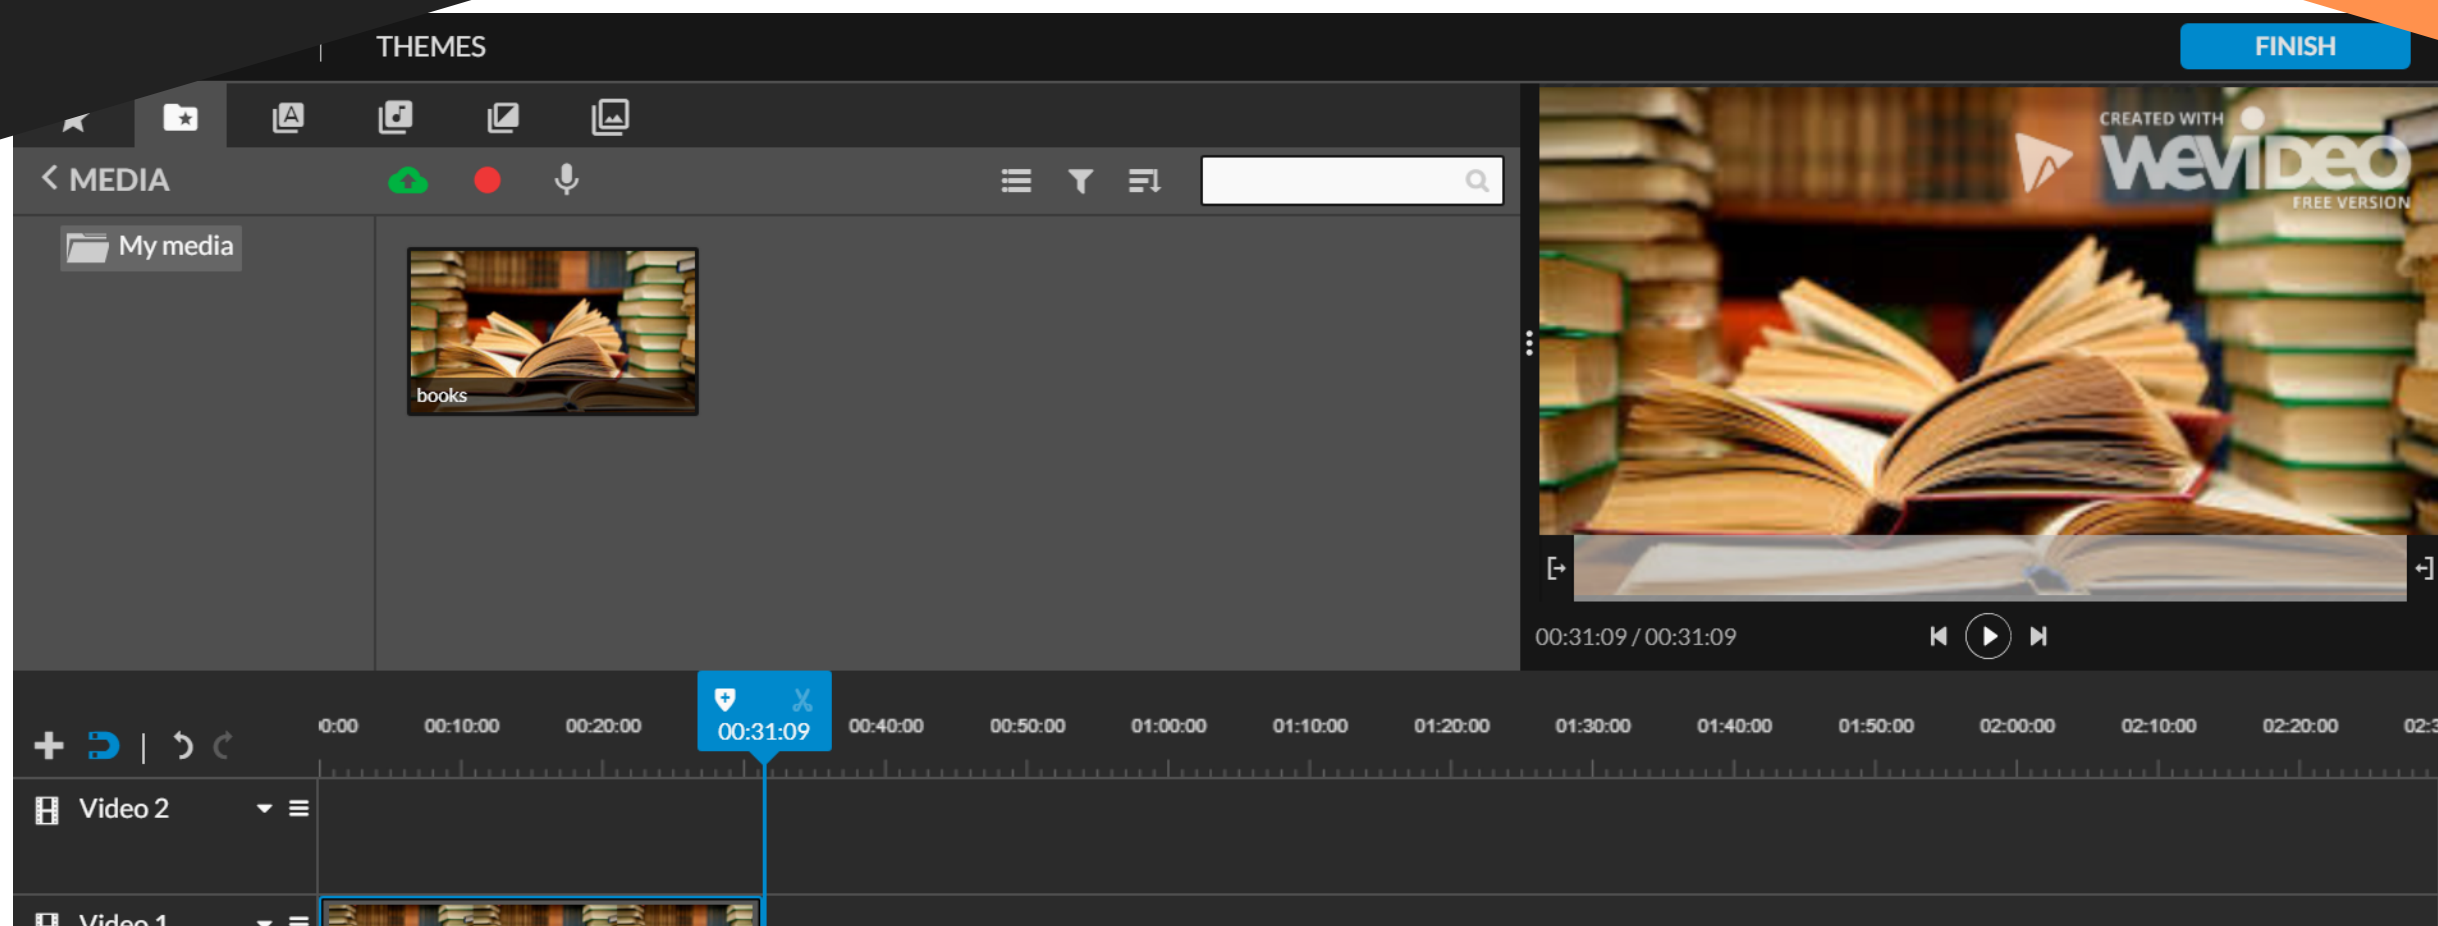 THEMES
FINISH
A
MEDIA
My media
books
CREATED WITH
WeVIDeo
FREE VERSION
00:31:09 / 00:31:09
0:00 00:10:00 00:20:00 00:31:09 00:40:00 00:50:00 01:00:00 01:10:00 01:20:00 01:30:00 01:40:00 01:50:00 02:00:00 02:10:00 02:20:00 02:3
Video 2
Video 1